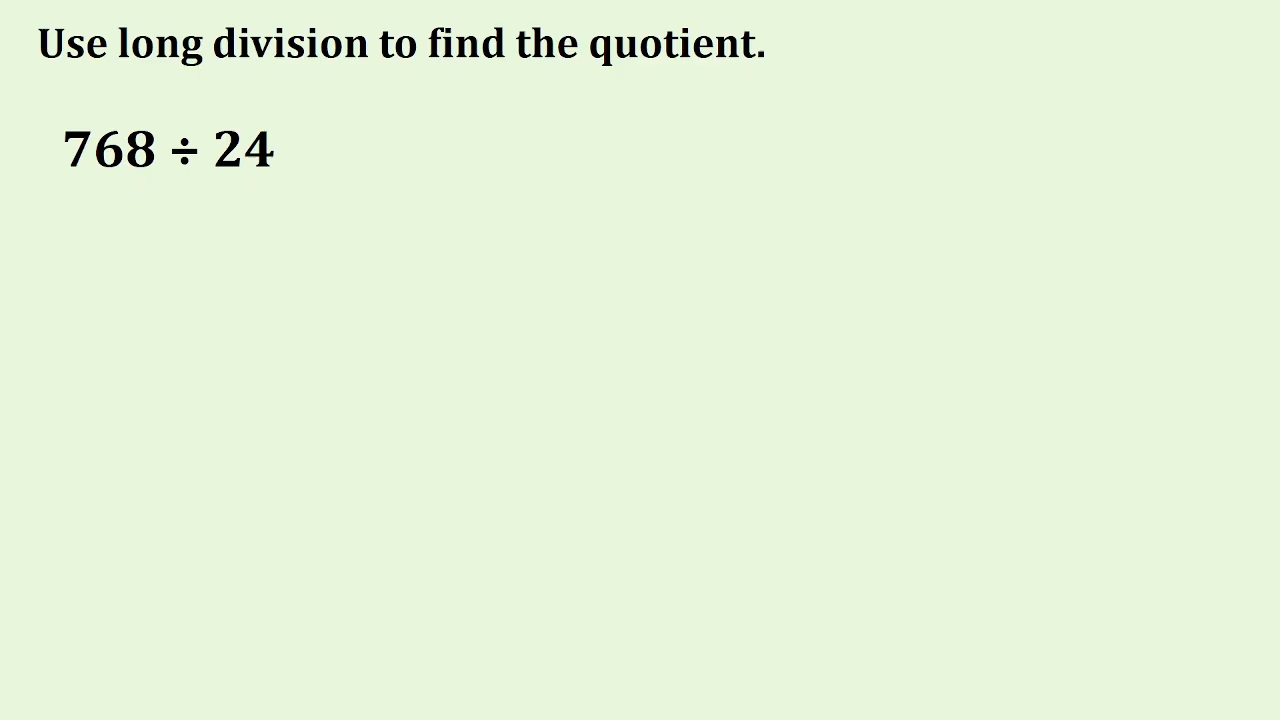 Use long division to find the quotient.
768 ÷ 24